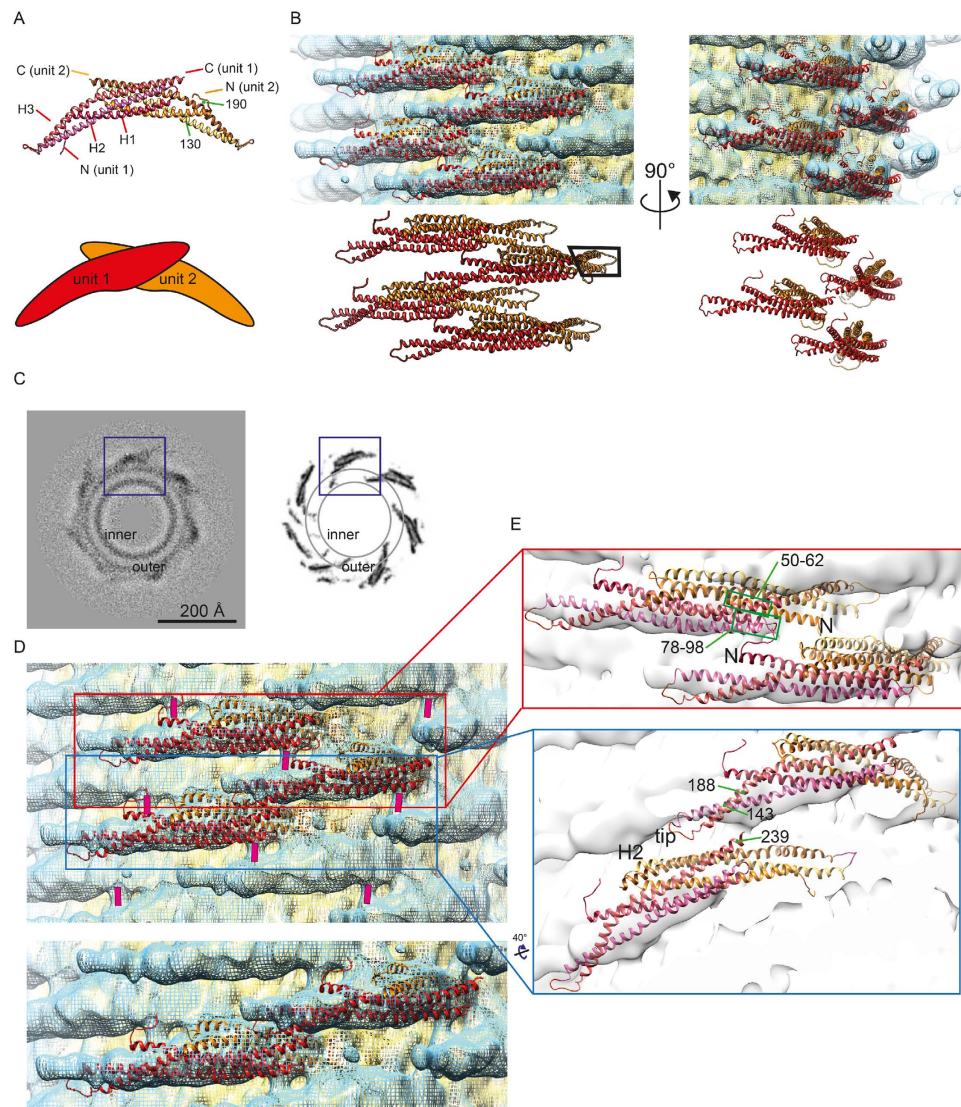 A
C (unit 2)
C (unit 1)
N (unit 2)
190
H3
H2
H1
130
N (unit 1)
unit 1
unit 2
B
90°
C
inner
outer
200 Å
inner
outer
D
40°
E
50-62
78-98
N
N
188
143
tip
239
H2